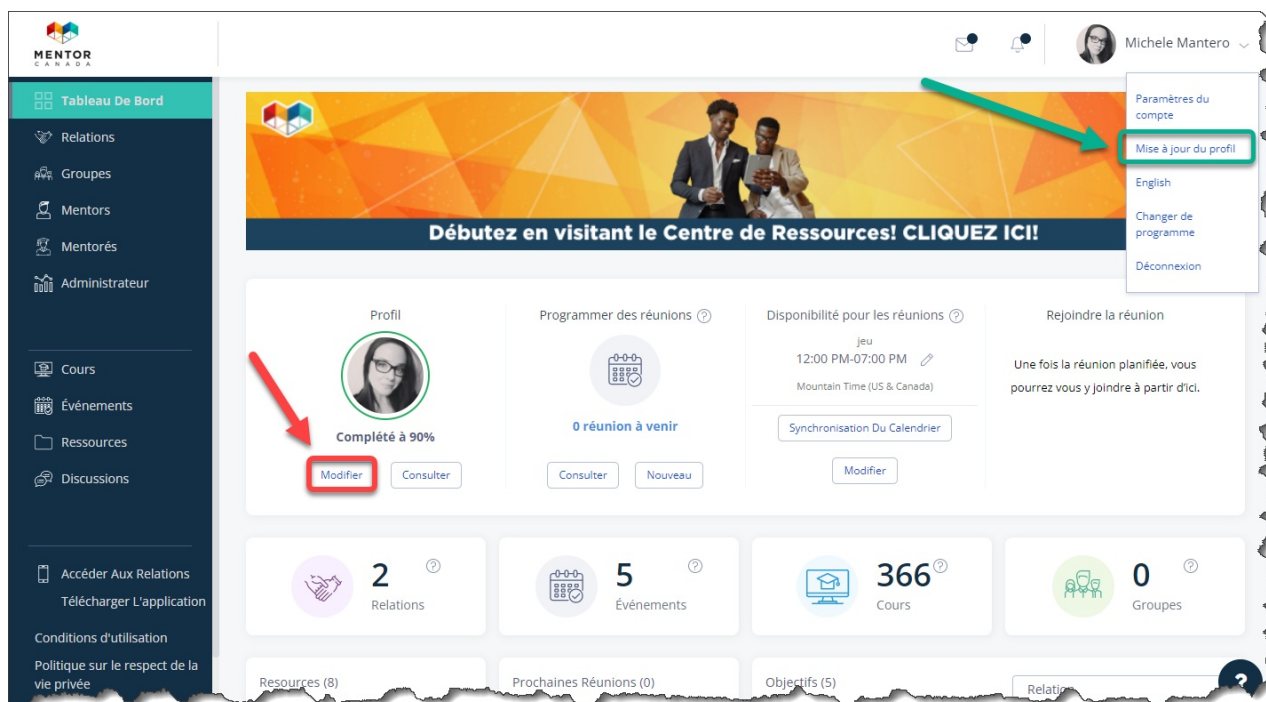 MENTOR
CANADA
Michele Mantero
Paramètres du
compte
Mise à jour du profil
English
Changer de
programme
Déconnexion
Tableau De Bord
Relations
Groupes
Mentors
Mentorés
Administrateur
Cours
Événements
Ressources
Discussions
Accéder Aux Relations
Télécharger L'application
Conditions d'utilisation
Politique sur le respect de la
vie privée
Débutez en visitant le Centre de Ressources! CLIQUEZ ICI!
Profil
Complété à 90%
Modifier
Consulter
Programmer des réunions ?
0 réunion à venir
Consulter
Nouveau
Disponibilité pour les réunions ?
jeu
12:00 PM-07:00 PM
Mountain Time (US & Canada)
Synchronisation Du Calendrier
Modifier
Rejoindre la réunion
Une fois la réunion planifiée, vous
pourrez vous y joindre à partir d'ici.
2 ?
Relations
5 ?
Événements
366 ?
Cours
0 ?
Groupes
Resources (8)
Prochaines Réunions (0)
Objectifs (5)
Relation
?